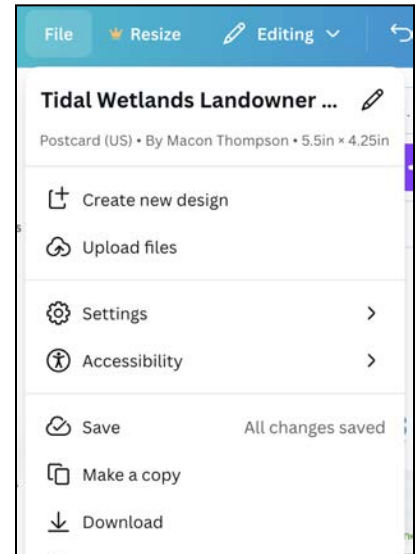 File Resize Editing
Tidal Wetlands Landowner ...
Postcard (US) • By Macon Thompson • 5.5in × 4.25in
Create new design
Upload files
Settings
Accessibility
Save All changes saved
Make a copy
Download